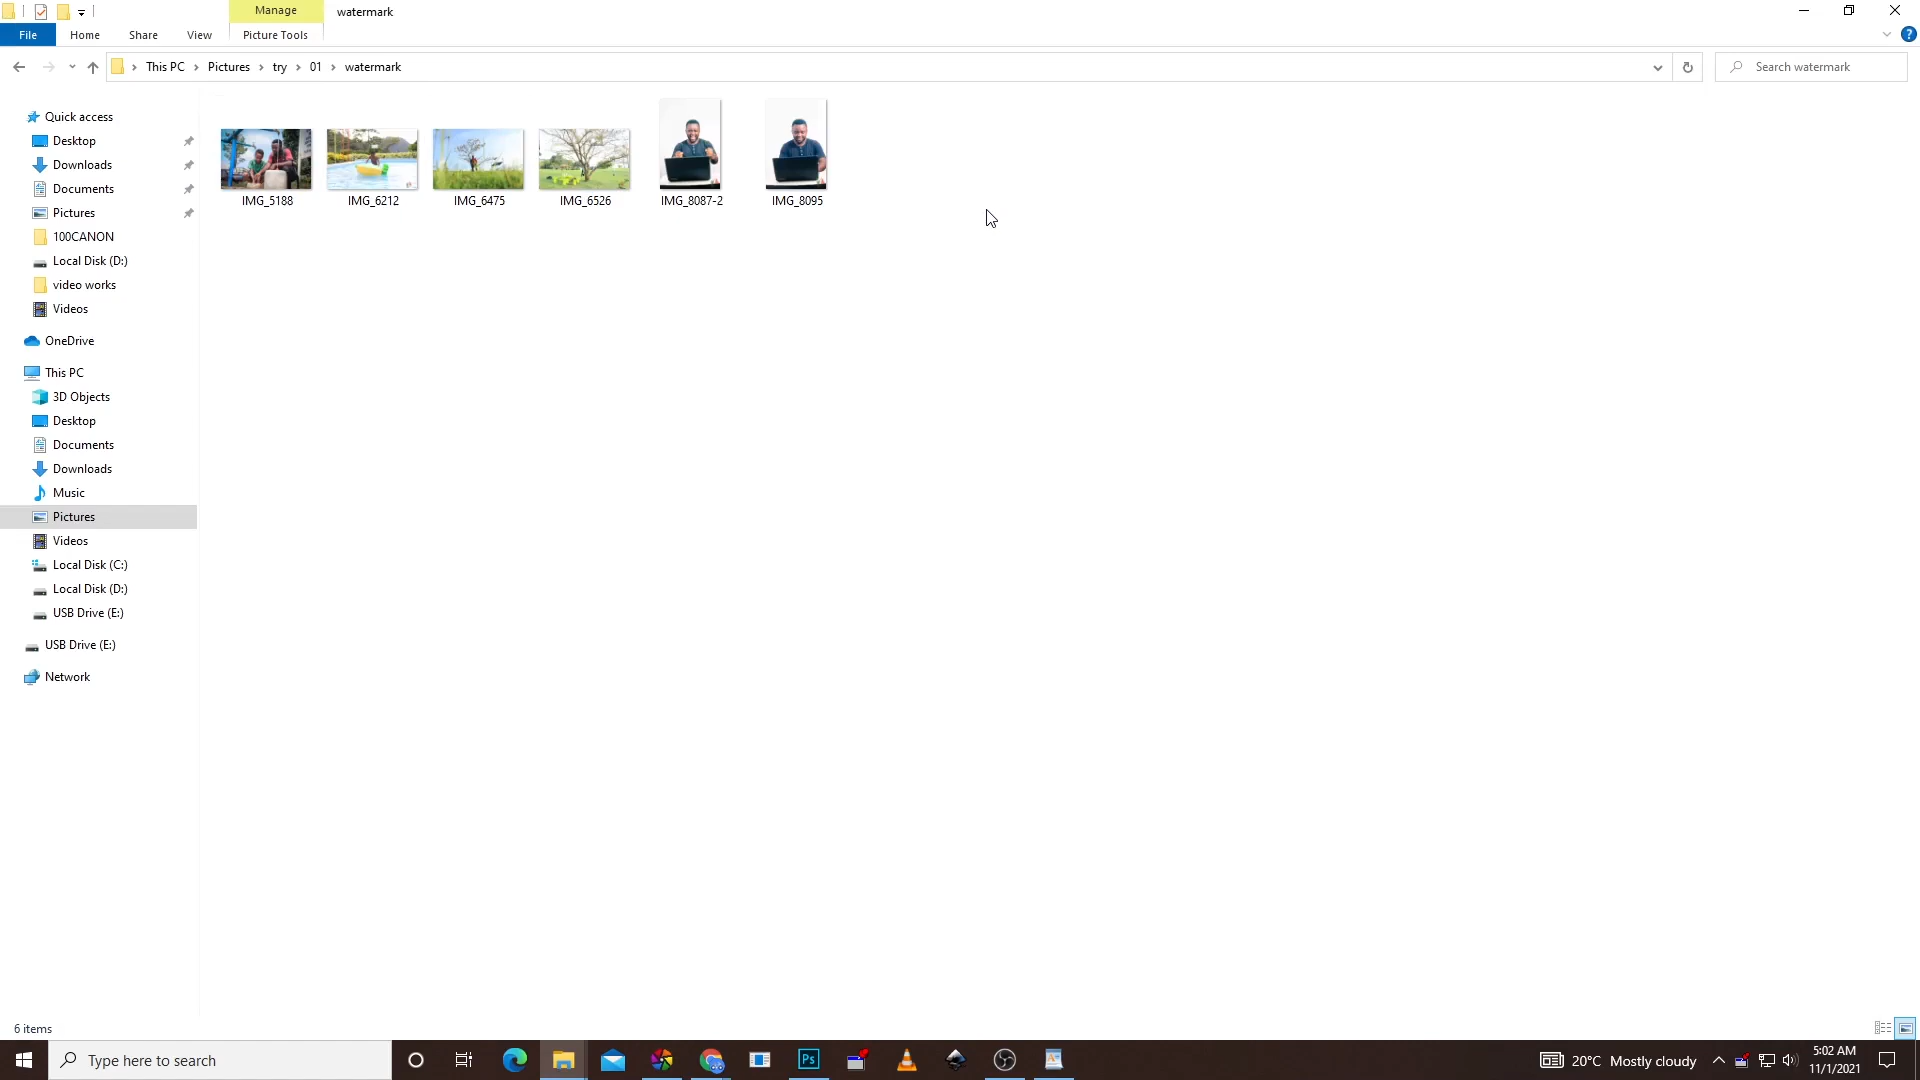 Manage
watermark
File
Home
Share
View
Picture Tools
This PC
Pictures
try
01
watermark
Search watermark
Quick access
Desktop
Downloads
Documents
Pictures
100CANON
Local Disk (D:)
video works
Videos
OneDrive
This PC
3D Objects
Desktop
Documents
Downloads
Music
Pictures
Videos
Local Disk (C:)
Local Disk (D:)
USB Drive (E:)
USB Drive (E:)
Network
IMG_5188
IMG_6212
IMG_6475
IMG_6526
IMG_8087-2
IMG_8095
6 items
Type here to search
Ps
20°C Mostly cloudy
5:02 AM
11/1/2021